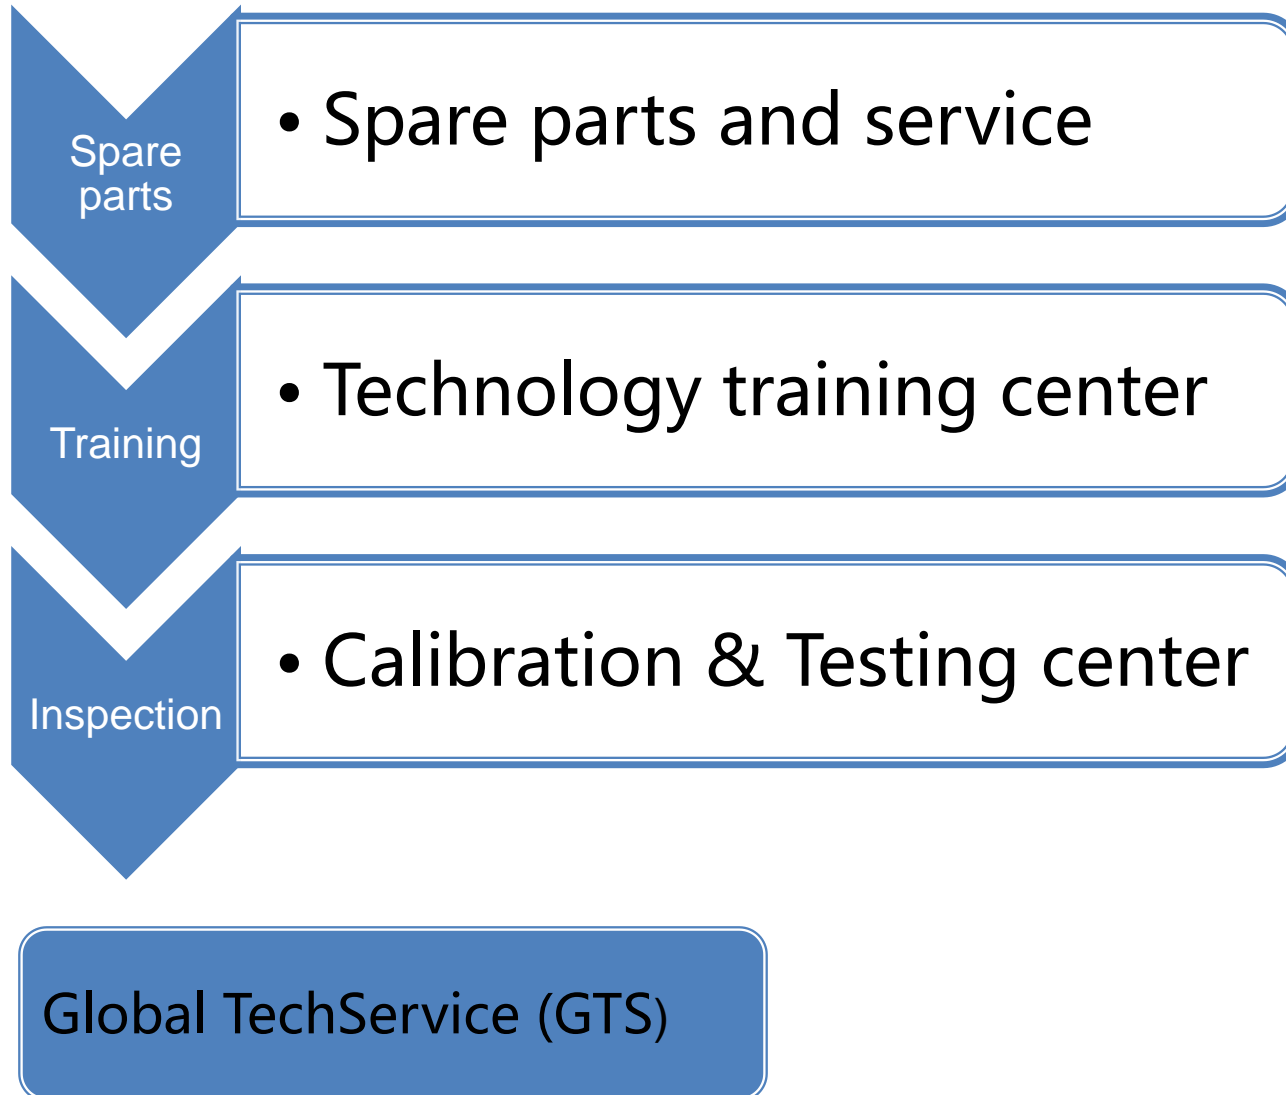 Spare
parts
• Spare parts and service
Training
• Technology training center
Inspection
• Calibration & Testing center
Global TechService (GTS)